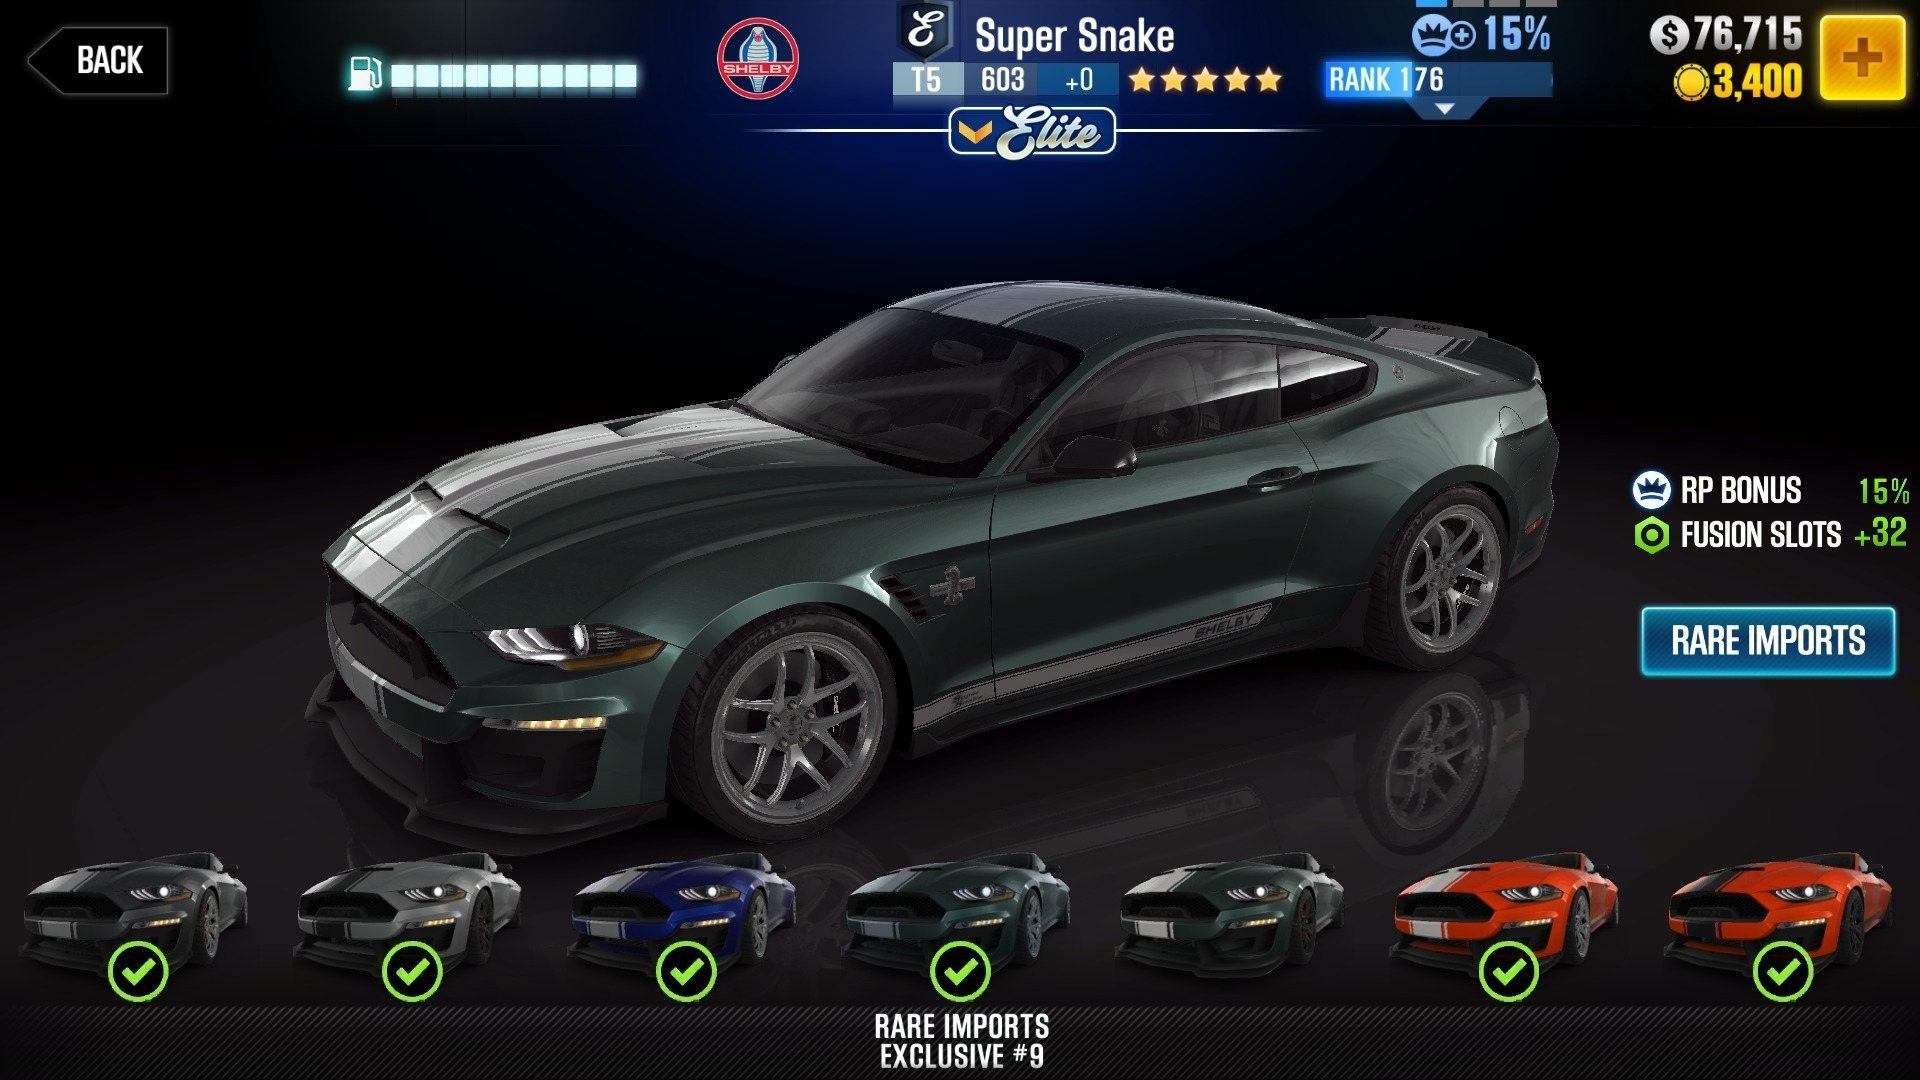 BACK
SHELBY
E Super Snake
T5 603 +0
Elite
15%
RANK 176
$ 76,715
3,400
SHELBY
SHELBY
RP BONUS 15%
FUSION SLOTS +32
RARE IMPORTS
RARE IMPORTS
EXCLUSIVE #9